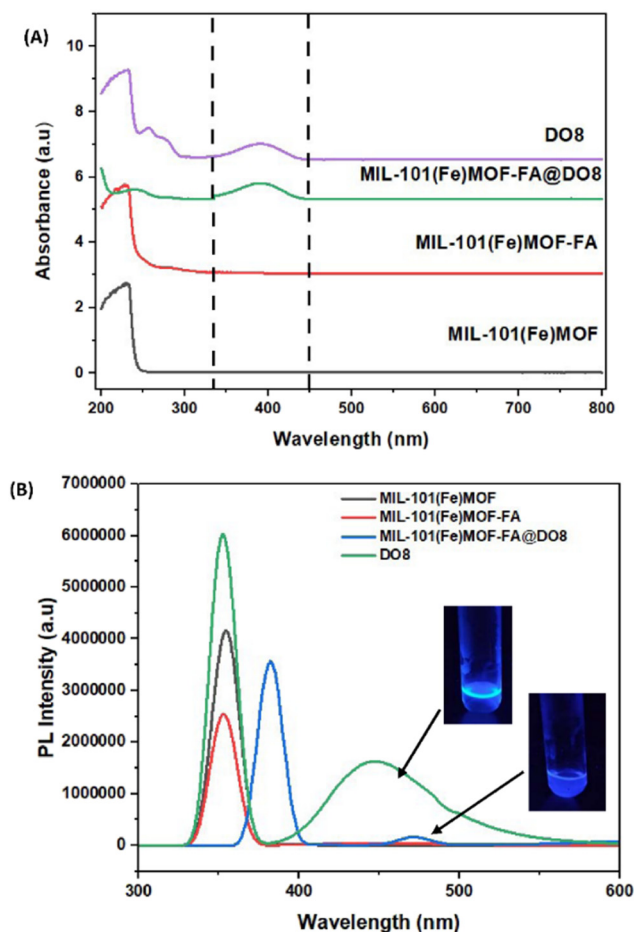 (A)
10
8
6
4
2
0
Absorbance (a.u)
DO8
MIL-101(Fe)MOF-FA@DO8
MIL-101(Fe)MOF-FA
MIL-101(Fe)MOF
200 300 400 500 600 700 800
Wavelength (nm)
(B)
7000000
6000000
5000000
4000000
3000000
2000000
1000000
0
PL Intensity (a.u)
MIL-101(Fe)MOF
MIL-101(Fe)MOF-FA
MIL-101(Fe)MOF-FA@DO8
DO8
300 400 500 600
Wavelength (nm)